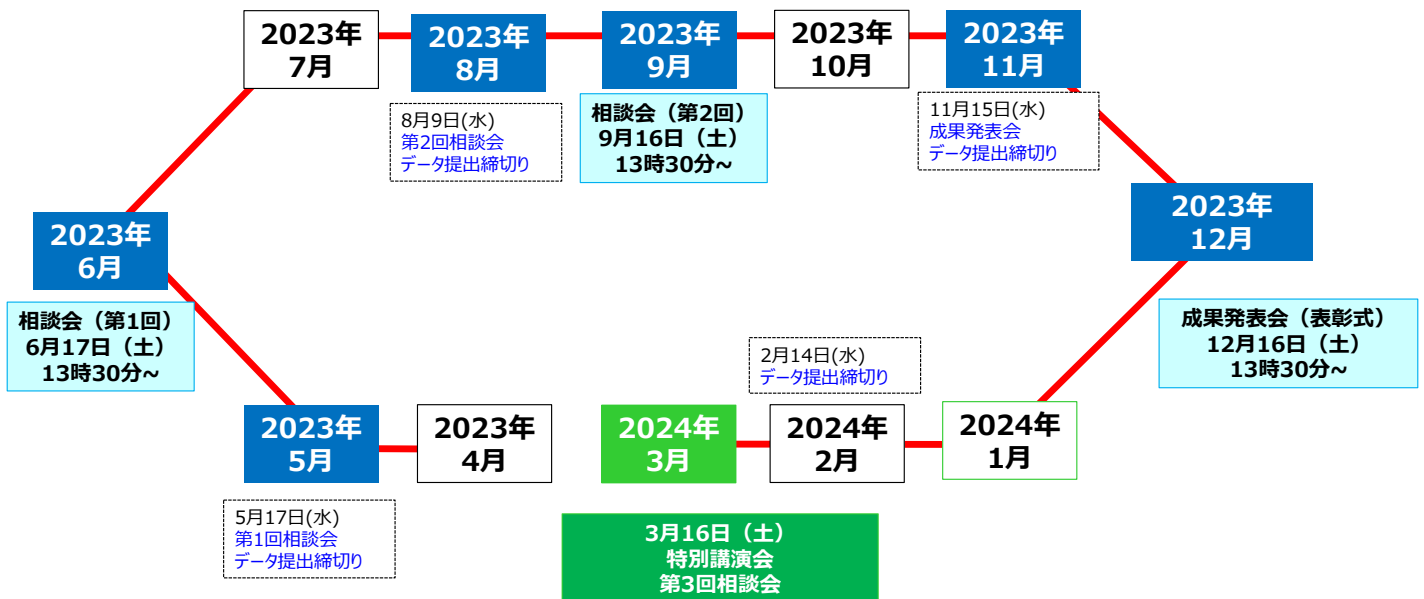 2023年
7月
2023年
8月
2023年
9月
2023年
10月
2023年
11月
8月9日(水)
第2回相談会
データ提出締切り
相談会（第2回）
9月16日（土）
13時30分~
11月15日(水)
成果発表会
データ提出締切り
2023年
6月
2023年
12月
相談会（第1回）
6月17日（土）
13時30分~
成果発表会（表彰式）
12月16日（土）
13時30分~
2月14日(水)
データ提出締切り
2023年
5月
2023年
4月
2024年
3月
2024年
2月
2024年
1月
5月17日(水)
第1回相談会
データ提出締切り
3月16日（土）
特別講演会
第3回相談会